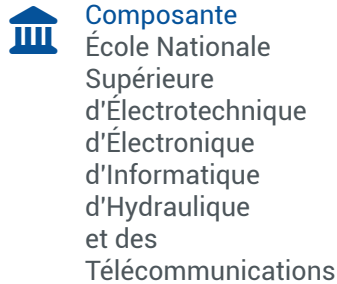 Composante
École Nationale
Supérieure
d'Électrotechnique
d'Électronique
d'Informatique
d'Hydraulique
et des
Télécommunications